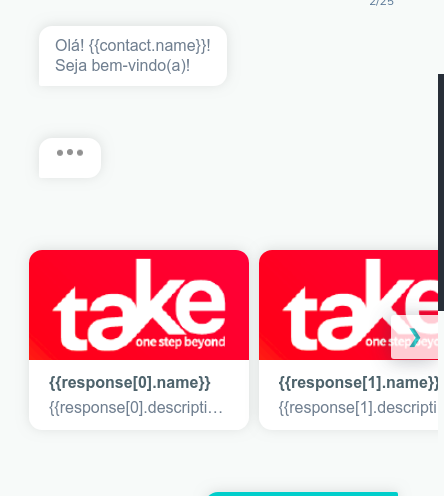 2/25
Olá! {{contact.name}}!
Seja bem-vindo(a)!
take
one step beyond
take
one step beyond
{{response[0].name}}
{{response[1].name}}
{{response[0].descripti…
{{response[1].descripti